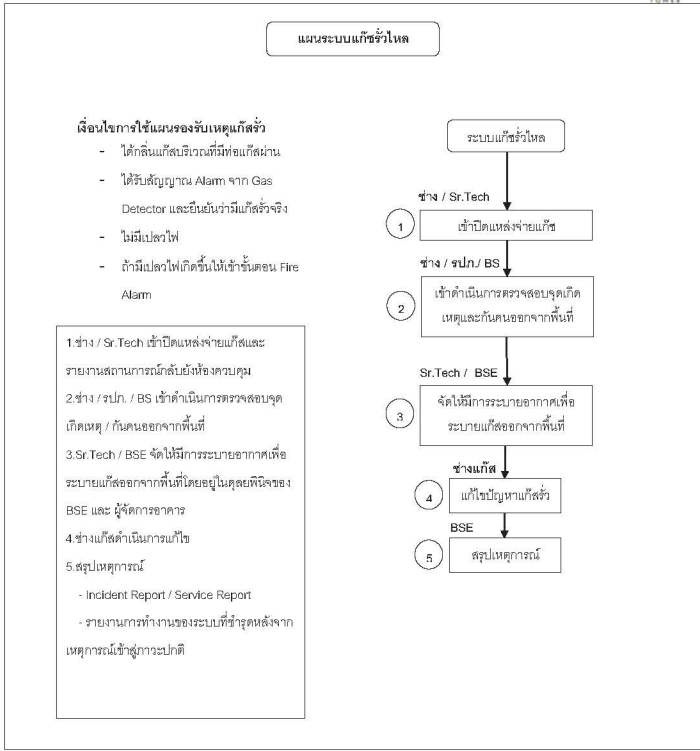 แผนระบบแก๊ซรั่วไหล
เงื่อนไขการใช้แผนรองรับเหตุแก๊สรั่ว
- ได้กลิ่นแก๊สบริเวณที่มีท่อแก๊สผ่าน
- ได้รับสัญญาณ Alarm จาก Gas
Detector และยืนยันว่ามีแก๊สรั่วจริง
- ไม่มีเปลวไฟ
- ถ้ามีเปลวไฟเกิดขึ้นให้เข้าขั้นตอน Fire
Alarm
1.ช่าง / Sr.Tech เข้าปิดแหล่งจ่ายแก๊สและ
รายงานสถานการณ์กลับยังห้องควบคุม
2.ช่าง / รปภ. / BS เข้าดำเนินการตรวจสอบจุด
เกิดเหตุ / กันคนออกจากพื้นที่
3.Sr.Tech / BSE จัดให้มีการระบายอากาศเพื่อ
ระบายแก๊สออกจากพื้นที่โดยอยู่ในดุลยพินิจของ
BSE และ ผู้จัดการอาคาร
4.ช่างแก๊สดำเนินการแก้ไข
5.สรุปเหตุการณ์
- Incident Report / Service Report
- รายงานการทำงานของระบบที่ชำรุดหลังจาก
เหตุการณ์เข้าสู่ภาวะปกติ
ระบบแก๊ซรั่วไหล
ช่าง / Sr.Tech
1
เข้าปิดแหล่งจ่ายแก๊ซ
ช่าง / รปภ./ BS
2
เข้าดำเนินการตรวจสอบจุดเกิด
เหตุและกันคนออกจากพื้นที่
Sr.Tech / BSE
3
จัดให้มีการระบายอากาศเพื่อ
ระบายแก๊สออกจากพื้นที่
ช่างแก๊ส
4
แก้ไขปัญหาแก๊สรั่ว
BSE
5
สรุปเหตุการณ์